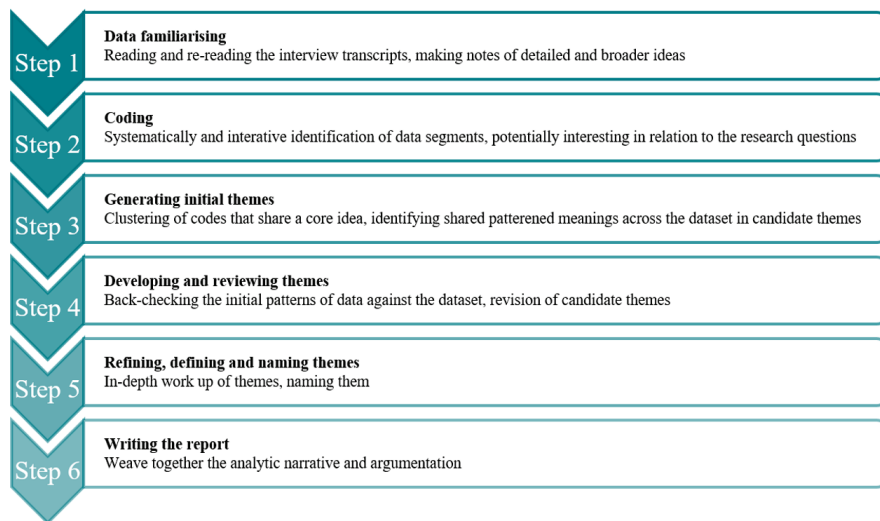 Step 1
Data familiarising
Reading and re-reading the interview transcripts, making notes of detailed and broader ideas
Step 2
Coding
Systematically and interative identification of data segments, potentially interesting in relation to the research questions
Step 3
Generating initial themes
Clustering of codes that share a core idea, identifying shared patterened meanings across the dataset in candidate themes
Step 4
Developing and reviewing themes
Back-checking the initial patterns of data against the dataset, revision of candidate themes
Step 5
Refining, defining and naming themes
In-depth work up of themes, naming them
Step 6
Writing the report
Weave together the analytic narrative and argumentation